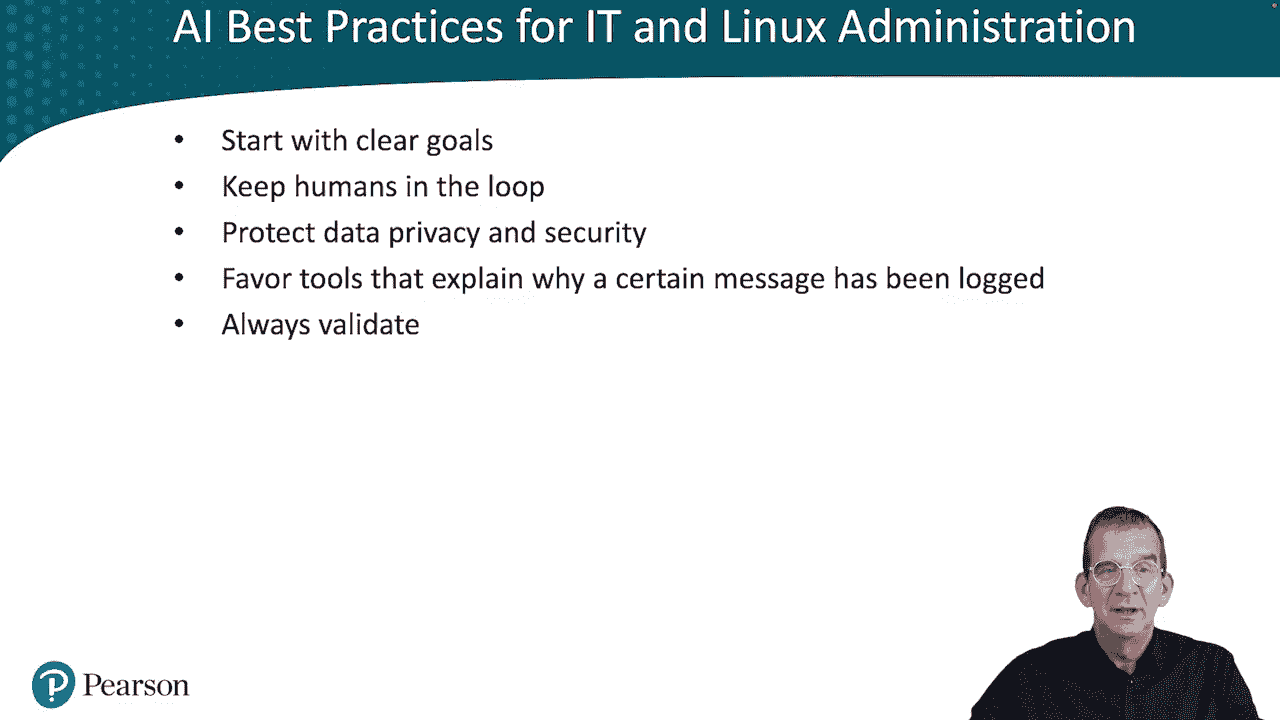 AI Best Practices for IT and Linux Administration
• Start with clear goals
• Keep humans in the loop
• Protect data privacy and security
• Favor tools that explain why a certain message has been logged
• Always validate
Pearson